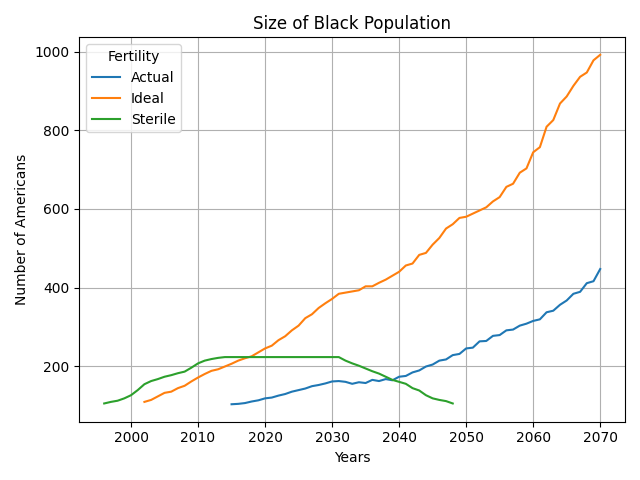 Size of Black Population
Fertility
Actual
Ideal
Sterile
Number of Americans
1000
800
600
400
200
2000
2010
2020
2030
2040
2050
2060
2070
Years